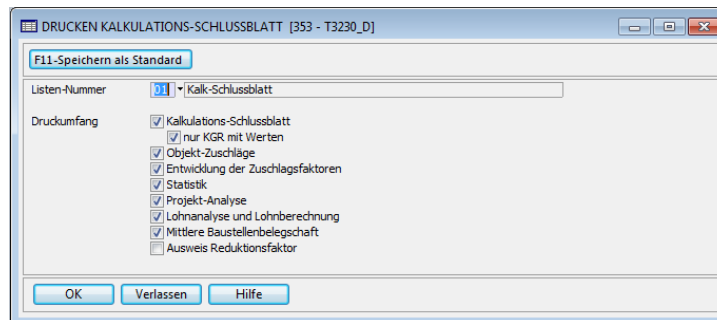 DRUCKEN KALKULATIONS-SCHLUSSBLATT [353 - T3230_D]
F11-Speichern als Standard
Listen-Nummer 01 Kalk-Schlussblatt
Druckumfang Kalkulations-Schlussblatt
nur KGR mit Werten
Objekt-Zuschläge
Entwicklung der Zuschlagsfaktoren
Statistik
Projekt-Analyse
Lohnanalyse und Lohnberechnung
Mittlere Baustellenbelegschaft
Ausweis Reduktionsfaktor
OK Verlassen Hilfe